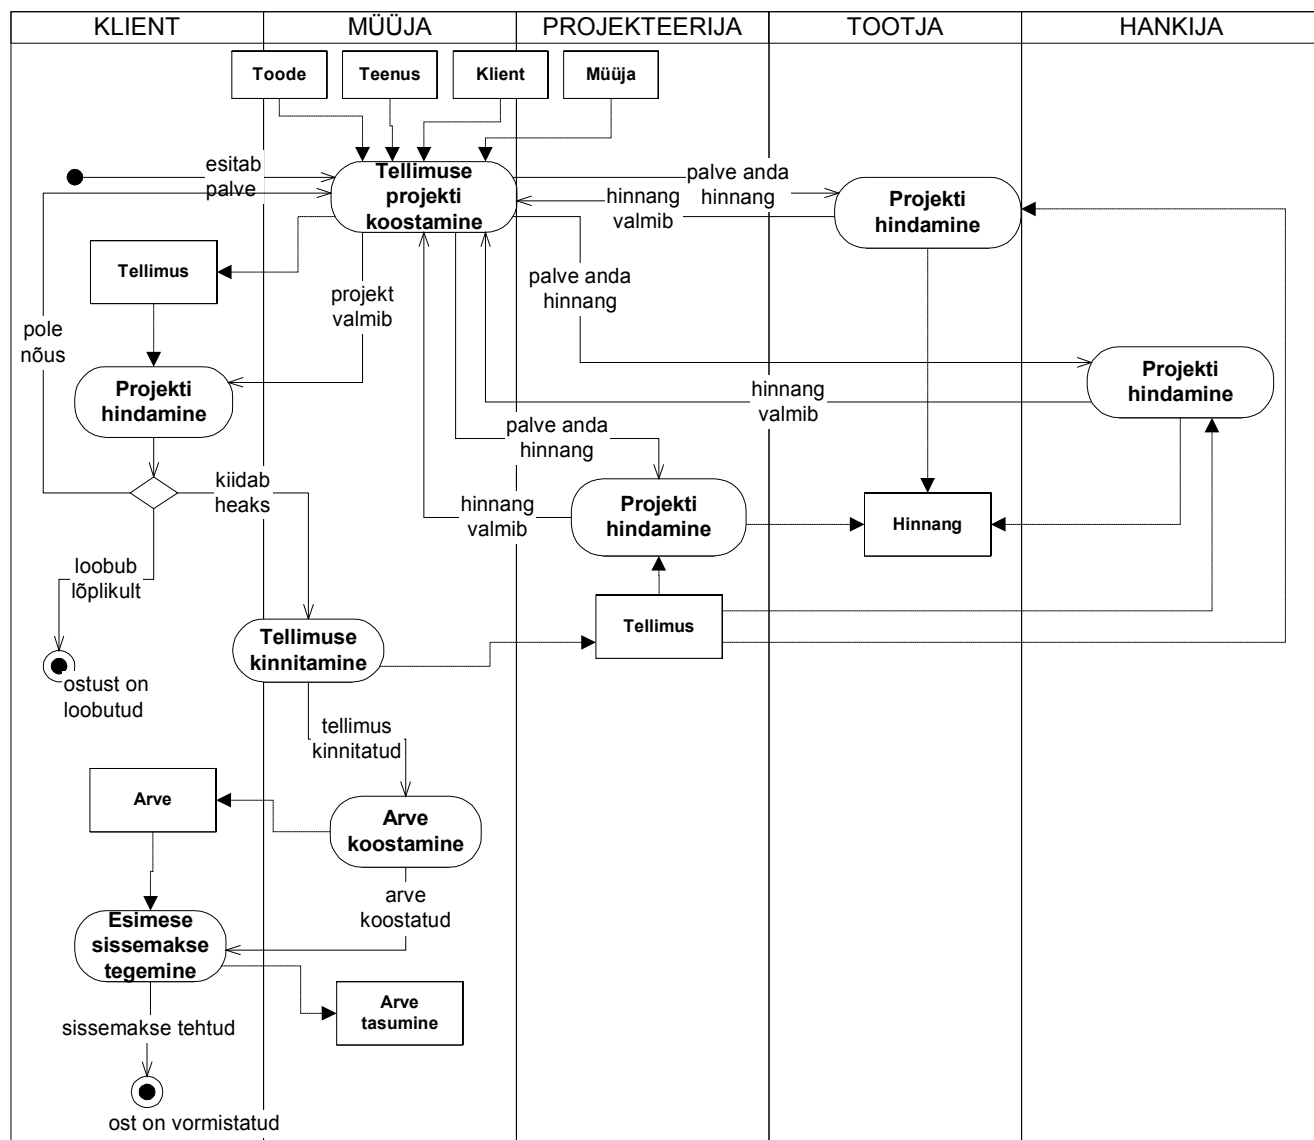 KLIENT
MÜÜJA
PROJEKTEERIJA
TOOTJA
HANKIJA
Toode
Teenus
Klient
Müüja
esitab
palve
Tellimuse
projekti
koostamine
palve anda
hinnang
hinnang
valmib
Projekti
hindamine
Tellimus
projekt
valmib
palve anda
hinnang
pole
nõus
Projekti
hindamine
hinnang
valmib
Projekti
hindamine
palve anda
hinnang
kiidab
heaks
hinnang
valmib
Projekti
hindamine
Hinnang
loobub
lõplikult
Tellimuse
kinnitamine
Tellimus
ostust on
loobutud
tellimus
kinnitatud
Arve
Arve
koostamine
arve
koostatud
Esimese
sissemakse
tegemine
Arve
tasumine
sissemakse tehtud
ost on vormistatud